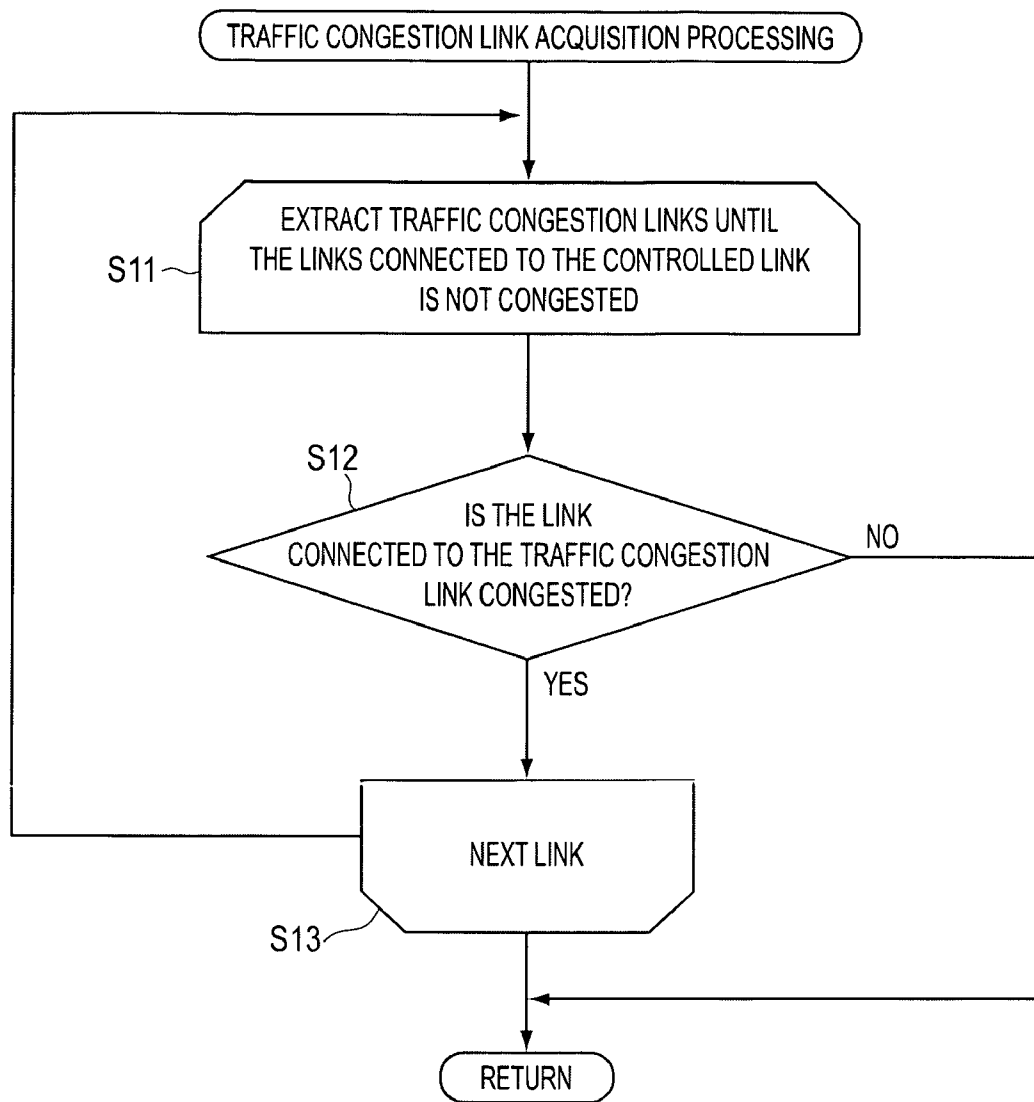 TRAFFIC CONGESTION LINK ACQUISITION PROCESSING
EXTRACT TRAFFIC CONGESTION LINKS UNTIL
THE LINKS CONNECTED TO THE CONTROLLED LINK
IS NOT CONGESTED
S11
S12
IS THE LINK
CONNECTED TO THE TRAFFIC CONGESTION
LINK CONGESTED?
NO
YES
NEXT LINK
S13
RETURN